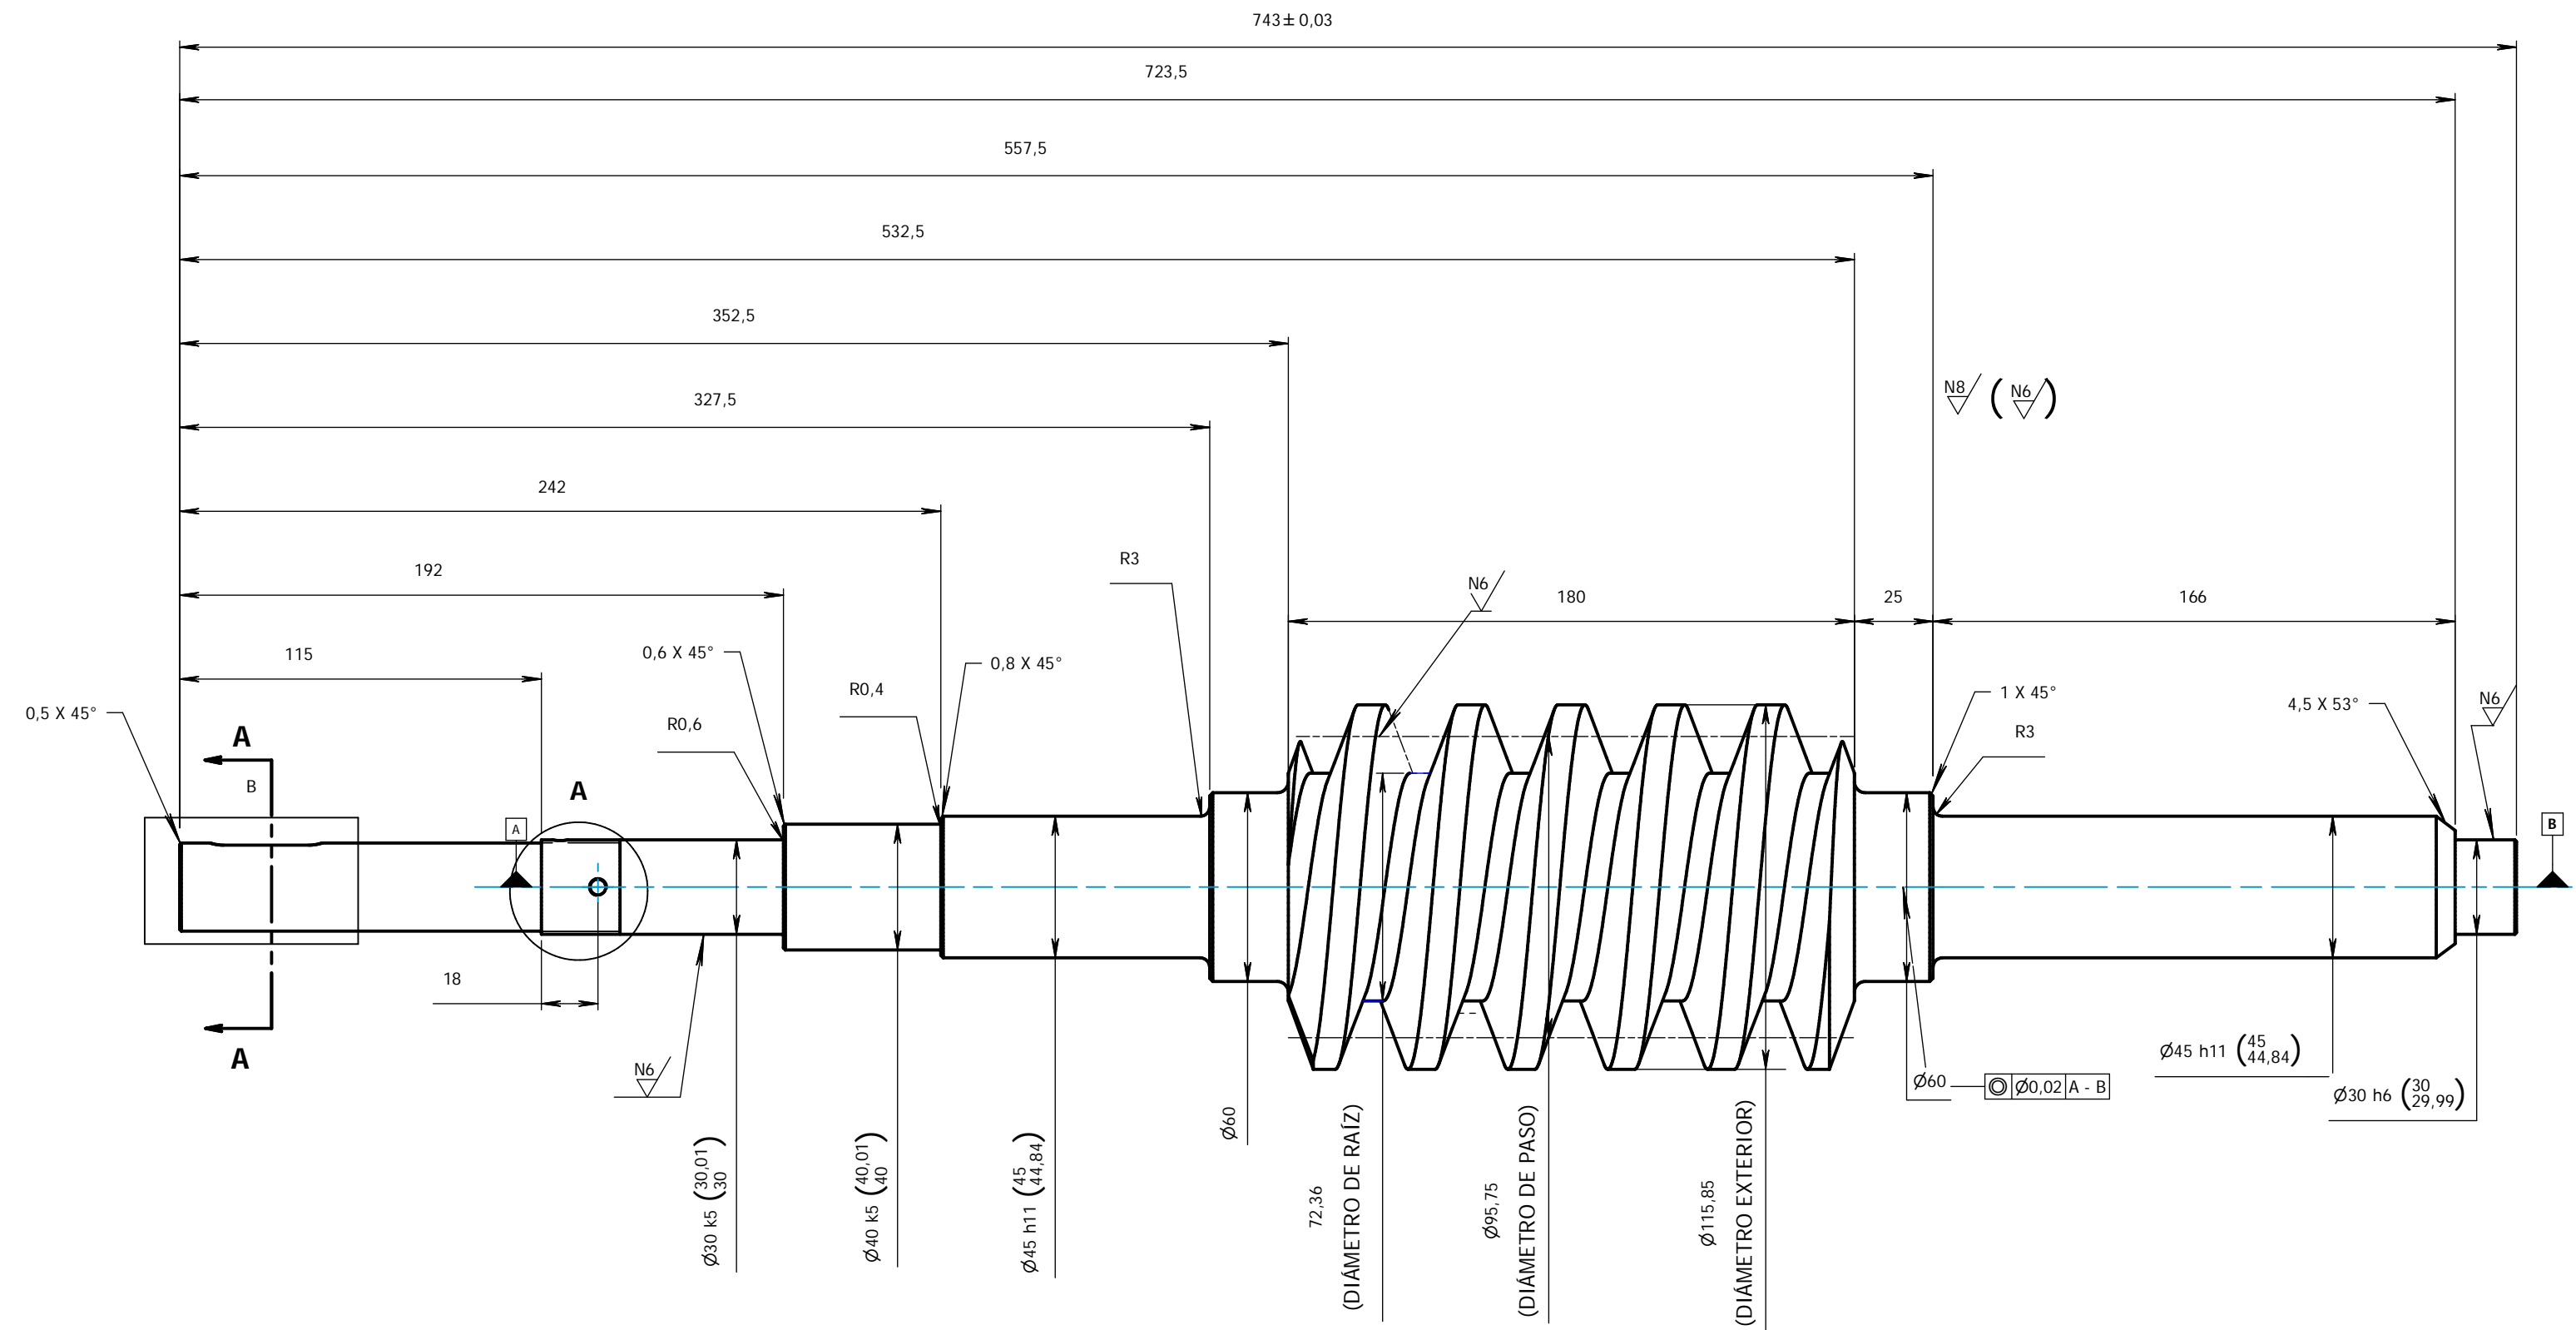 743± 0,03
723,5
557,5
532,5
352,5
327,5
N8 ( N6 )
242
192
R3
N6
180
25
166
115
0,6 X 45°
0,8 X 45°
R0,4
R0,6
0,5 X 45°
1 X 45°
R3
4,5 X 53°
N6
A
B
A
A
B
18
A
N6
Ø30 k5 (30,01 30)
Ø40 k5 (40,01 40)
Ø45 h11 (45 44,84)
Ø60
72,36
(DIÁMETRO DE RAÍZ)
Ø95,75
(DIÁMETRO DE PASO)
Ø115,85
(DIÁMETRO EXTERIOR)
Ø60
Ø0,02 A - B
Ø45 h11 (45 44,84)
Ø30 h6 (30 29,99)